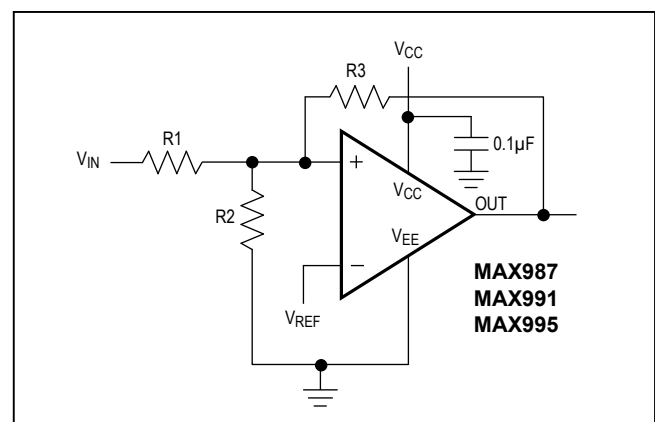 VCC
R3
R1
VIN
0.1µF
+
VCC
R2
OUT
VEE
−
MAX987
MAX991
MAX995
VREF